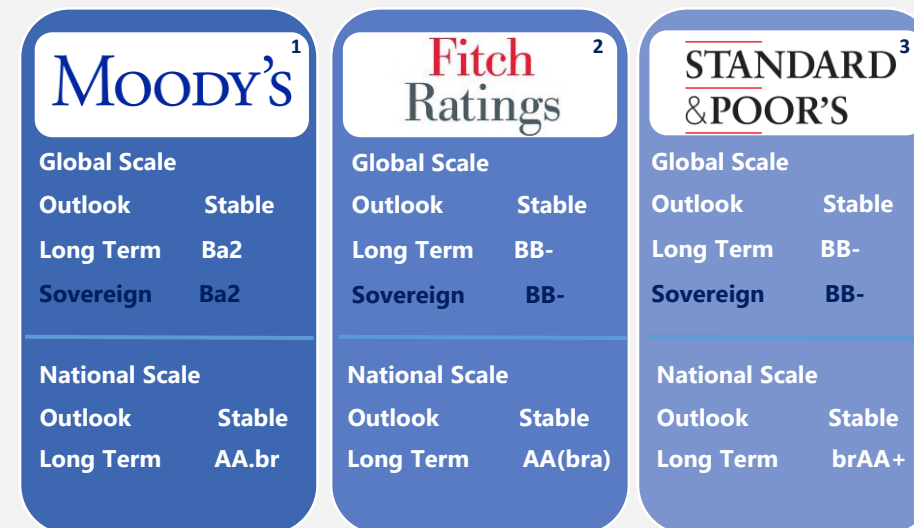 MOODY'S 1
Global Scale
Outlook Stable
Long Term Ba2
Sovereign Ba2
National Scale
Outlook Stable
Long Term AA.br
Fitch 2
Ratings
Global Scale
Outlook Stable
Long Term BB-
Sovereign BB-
National Scale
Outlook Stable
Long Term AA(bra)
STANDARD 3
&POOR'S
Global Scale
Outlook Stable
Long Term BB-
Sovereign BB-
National Scale
Outlook Stable
Long Term brAA+